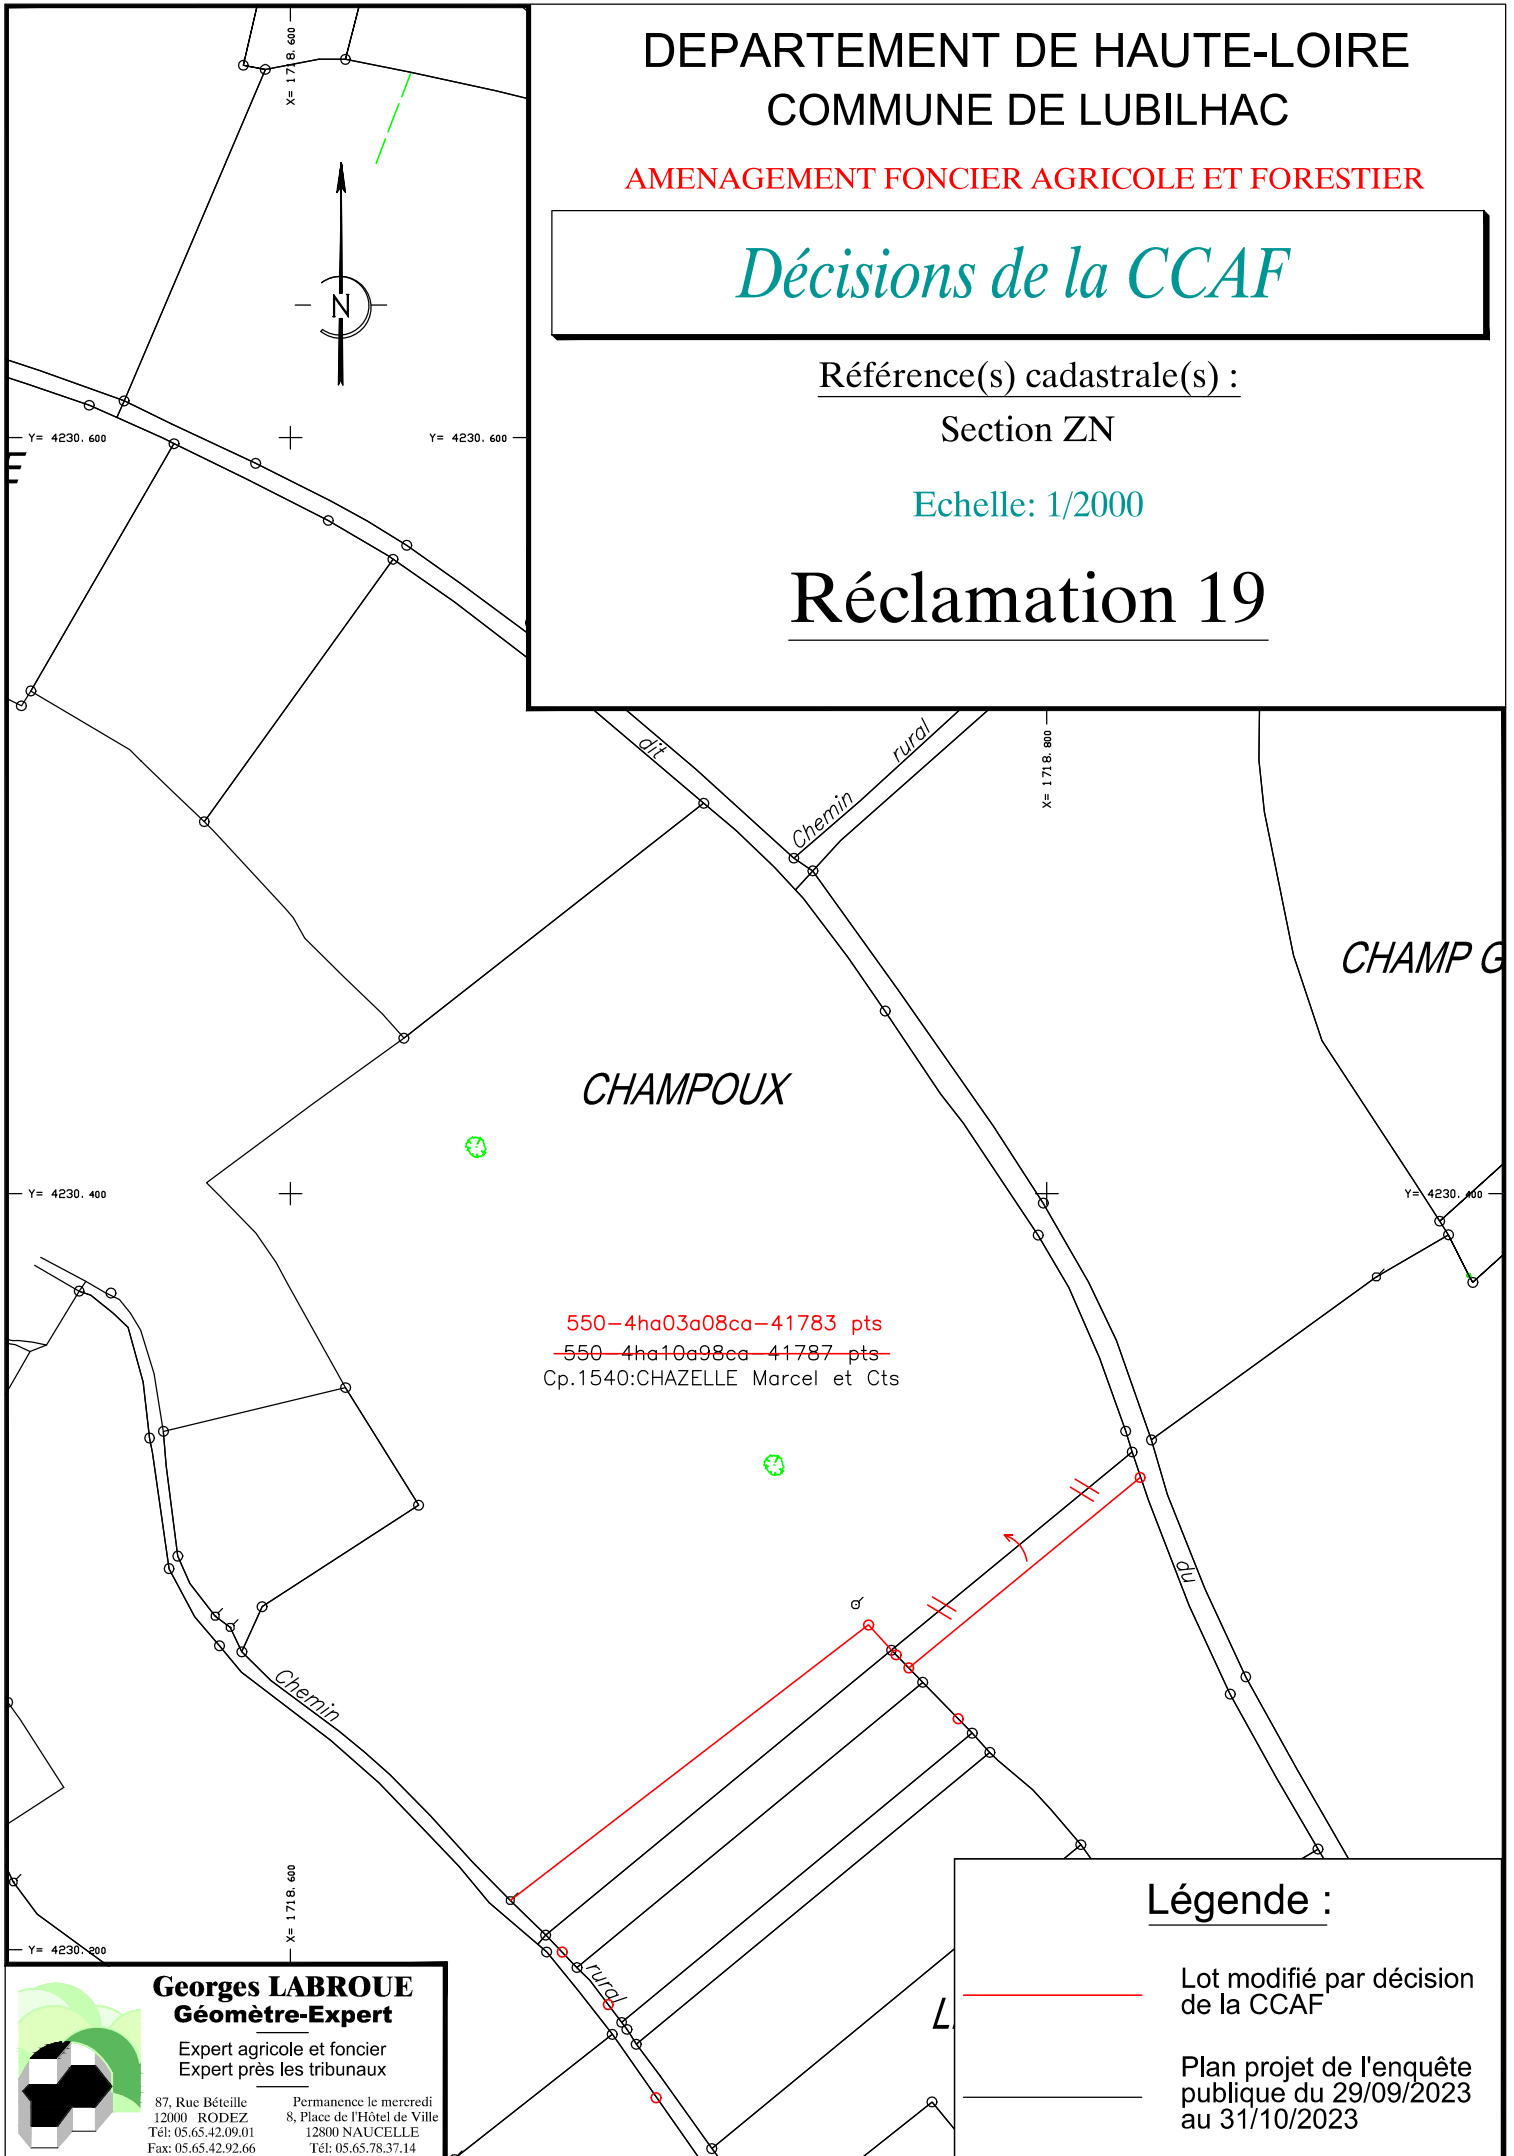 DEPARTEMENT DE HAUTE-LOIRE
COMMUNE DE LUBILHAC
AMENAGEMENT FONCIER AGRICOLE ET FORESTIER
Décisions de la CCAF
Référence(s) cadastrale(s) :
Section ZN
Echelle: 1/2000
Réclamation 19
X= 1718. 600
N
Y= 4230. 600
Y= 4230. 600
E
dit
Chemin rural
X= 1718. 800
CHAMP G
CHAMPOUX
Y= 4230. 400
Y= 4230. 400
550-4ha03a08ca-41783 pts
550-4ha10a98ca-41787 pts
Cp.1540:CHAZELLE Marcel et Cts
du
Chemin
rural
X= 1718. 600
Y= 4230. 200
L
Légende :
Lot modifié par décision
de la CCAF
Plan projet de l'enquête
publique du 29/09/2023
au 31/10/2023
Georges LABROUE
Géomètre-Expert
Expert agricole et foncier
Expert près les tribunaux
87, Rue Béteille
12000 RODEZ
Tél: 05.65.42.09.01
Fax: 05.65.42.92.66
Permanence le mercredi
8, Place de l'Hôtel de Ville
12800 NAUCELLE
Tél: 05.65.78.37.14